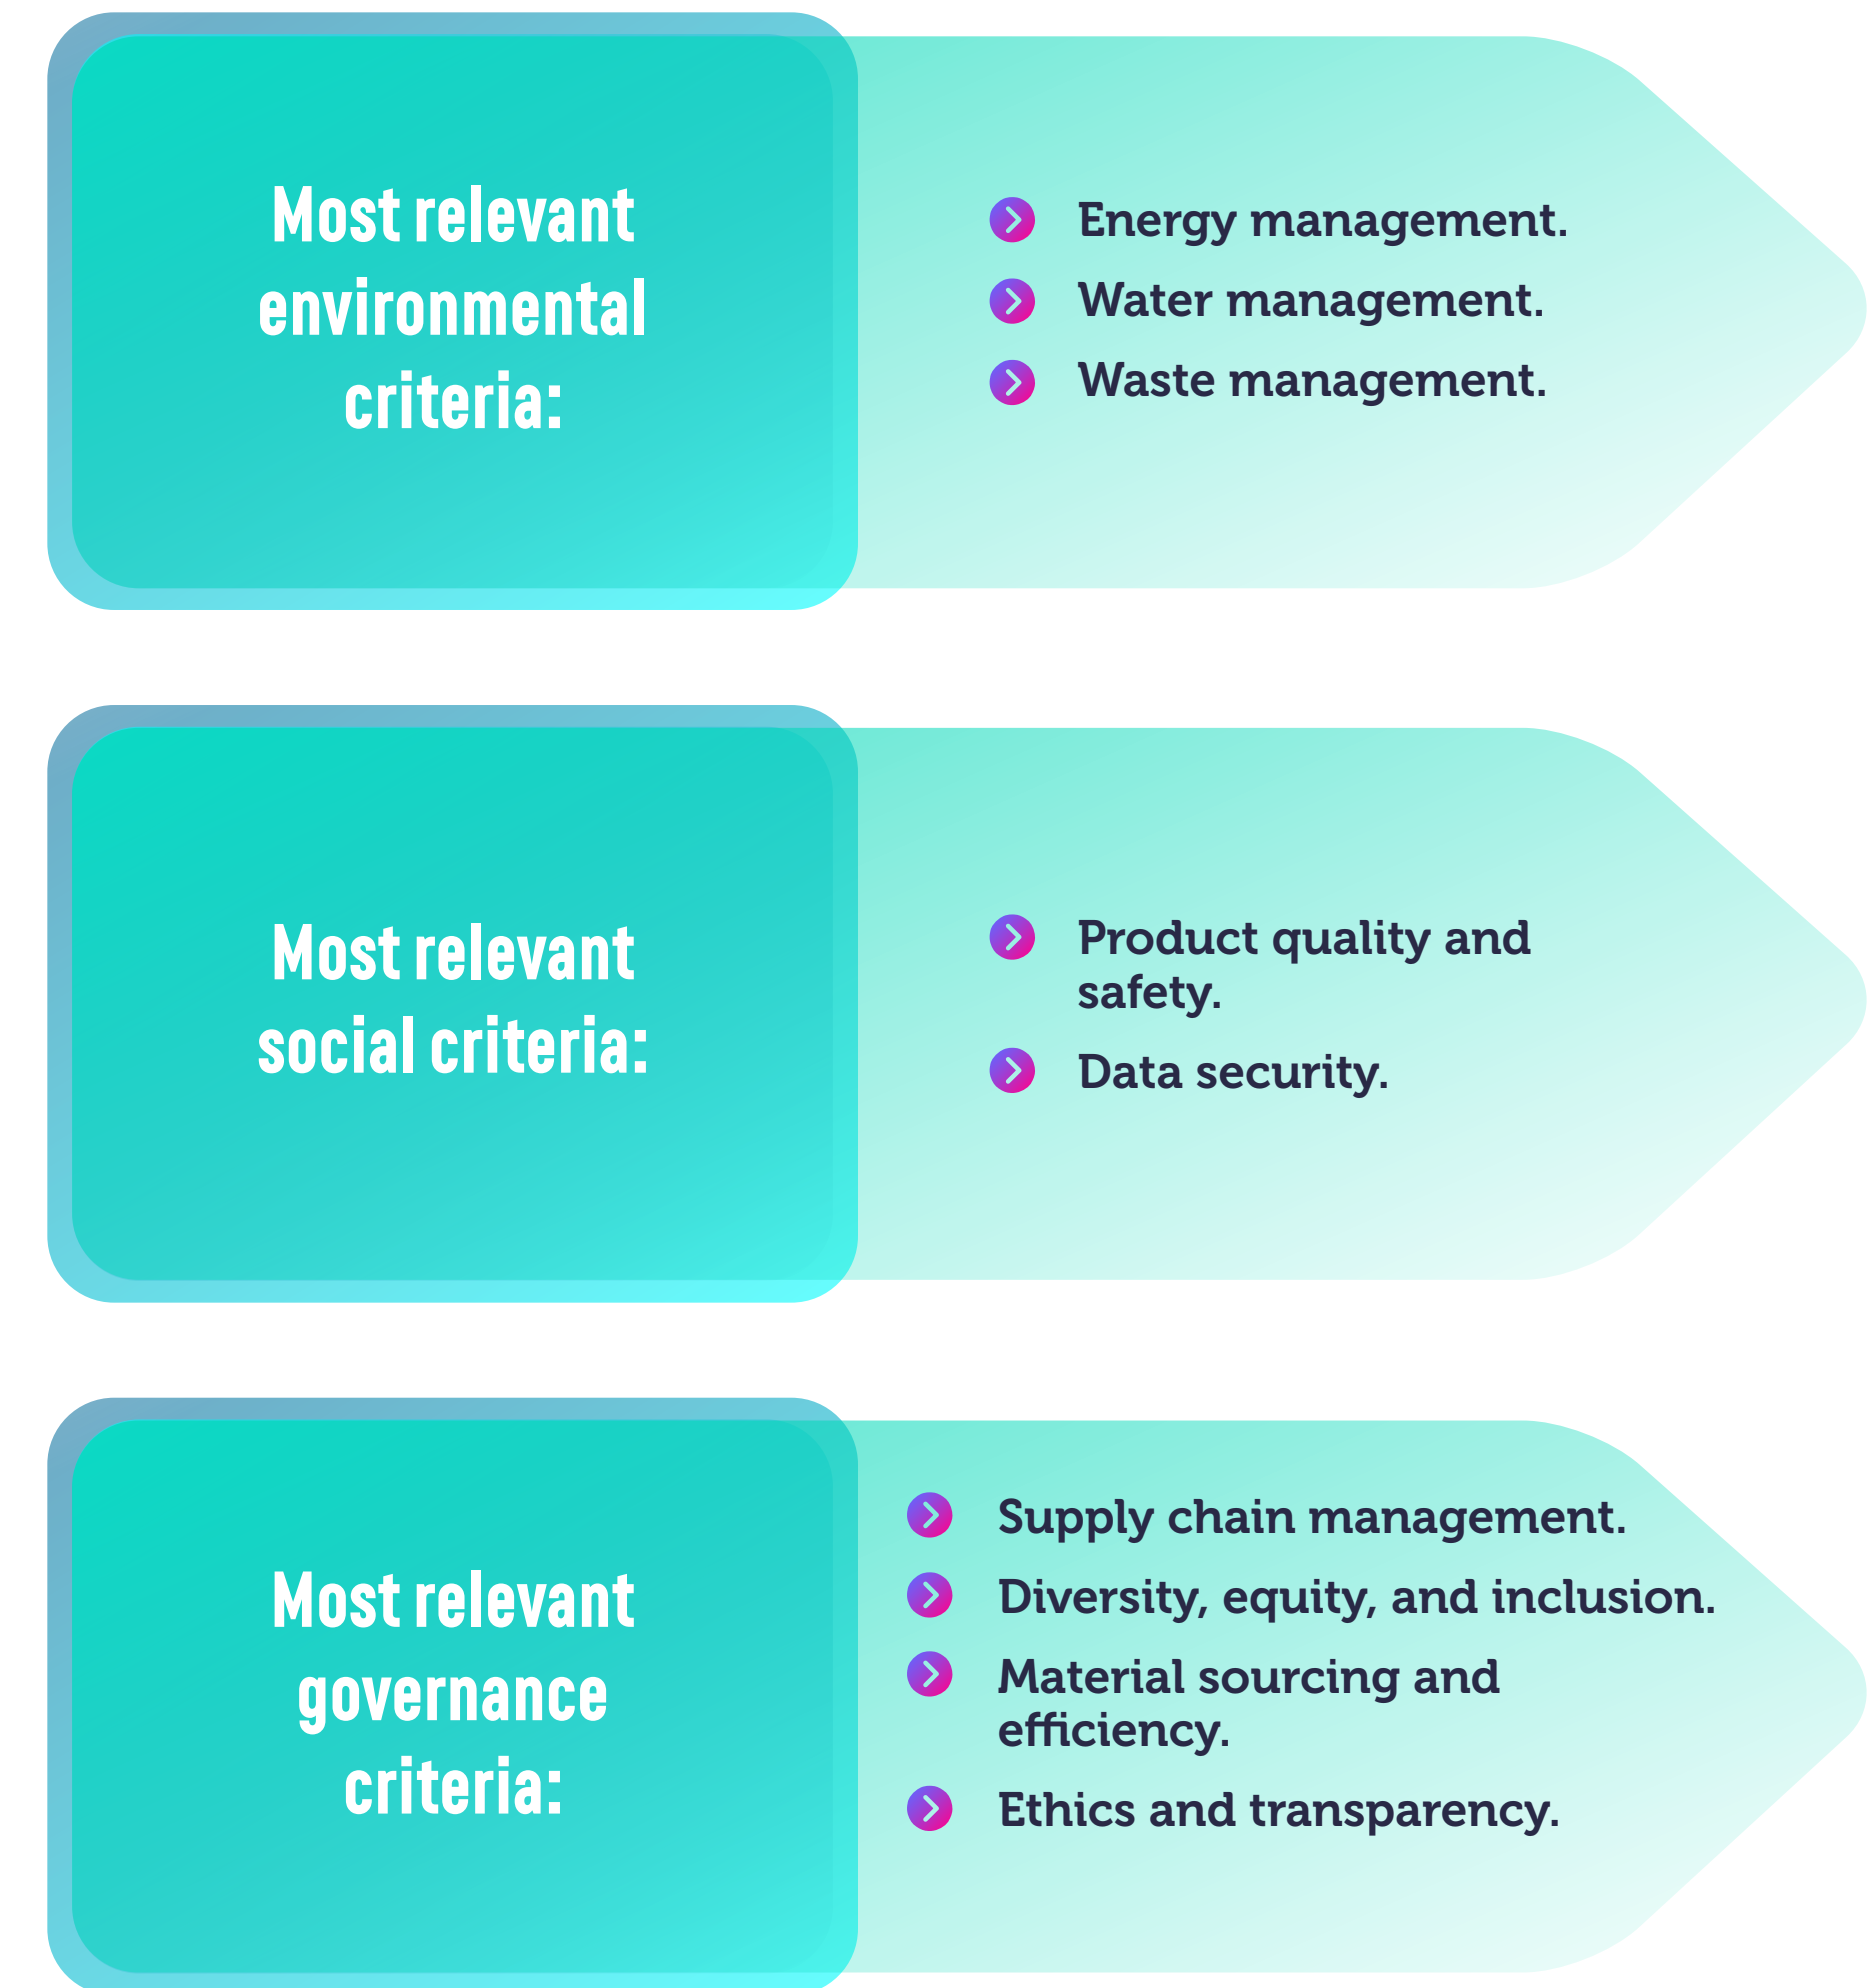 Most relevant
environmental
criteria:
Energy management.
Water management.
Waste management.
Most relevant
social criteria:
Product quality and
safety.
Data security.
Most relevant
governance
criteria:
Supply chain management.
Diversity, equity, and inclusion.
Material sourcing and
efficiency.
Ethics and transparency.